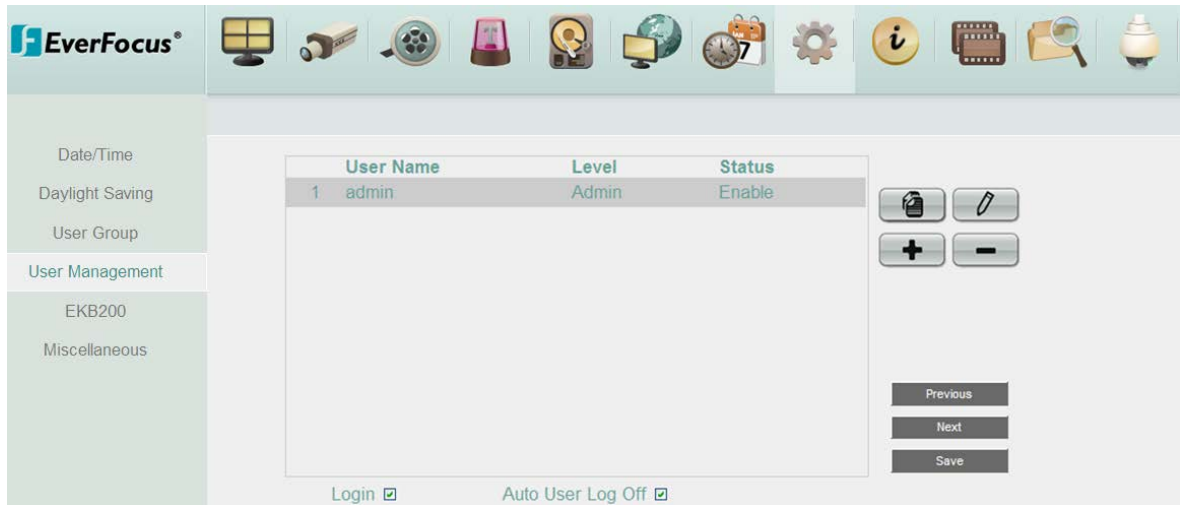 EverFocus®
7
i
Date/Time
Daylight Saving
User Group
User Management
EKB200
Miscellaneous
User Name Level Status
1 admin Admin Enable
Previous
Next
Save
Login Auto User Log Off